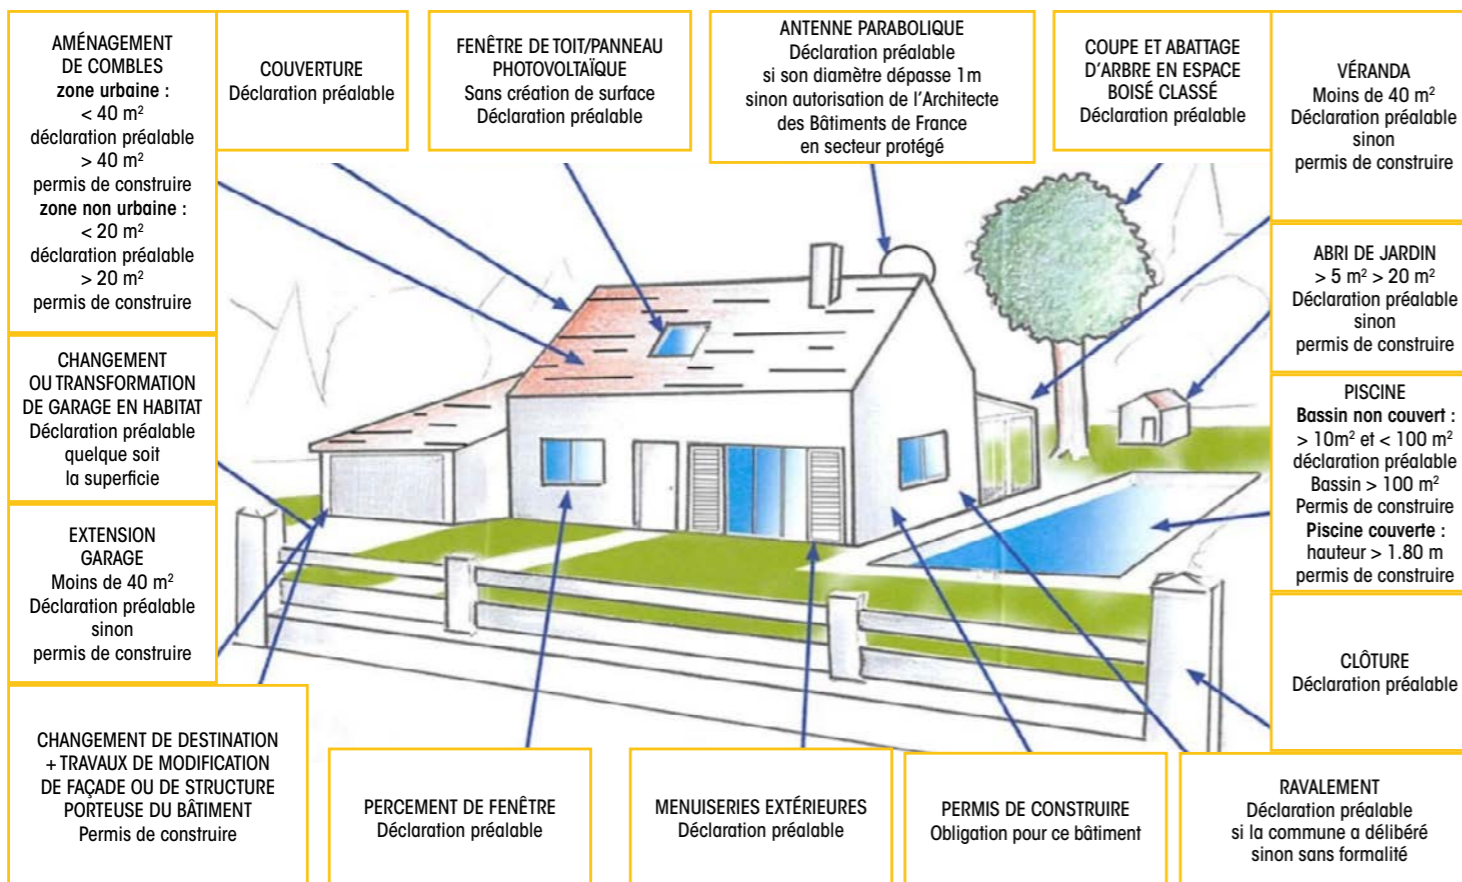 AMÉNAGEMENT
DE COMBLES
zone urbaine :
< 40 m²
déclaration préalable
> 40 m²
permis de construire
zone non urbaine :
< 20 m²
déclaration préalable
> 20 m²
permis de construire
COUVERTURE
Déclaration préalable
FENÊTRE DE TOIT/PANNEAU
PHOTOVOLTAÏQUE
Sans création de surface
Déclaration préalable
ANTENNE PARABOLIQUE
Déclaration préalable
si son diamètre dépasse 1m
sinon autorisation de l'Architecte
des Bâtiments de France
en secteur protégé
COUPE ET ABATTAGE
D'ARBRE EN ESPACE
BOISÉ CLASSÉ
Déclaration préalable
VÉRANDA
Moins de 40 m²
Déclaration préalable
sinon
permis de construire
ABRI DE JARDIN
> 5 m² > 20 m²
Déclaration préalable
sinon
permis de construire
CHANGEMENT
OU TRANSFORMATION
DE GARAGE EN HABITAT
Déclaration préalable
quelque soit
la superficie
PISCINE
Bassin non couvert :
> 10m² et < 100 m²
déclaration préalable
Bassin > 100 m²
Permis de construire
Piscine couverte :
hauteur > 1.80 m
permis de construire
EXTENSION
GARAGE
Moins de 40 m²
Déclaration préalable
sinon
permis de construire
CLÔTURE
Déclaration préalable
CHANGEMENT DE DESTINATION
+ TRAVAUX DE MODIFICATION
DE FAÇADE OU DE STRUCTURE
PORTEUSE DU BÂTIMENT
Permis de construire
PERCEMENT DE FENÊTRE
Déclaration préalable
MENUISERIES EXTÉRIEURES
Déclaration préalable
PERMIS DE CONSTRUIRE
Obligation pour ce bâtiment
RAVALEMENT
Déclaration préalable
si la commune a délibéré
sinon sans formalité